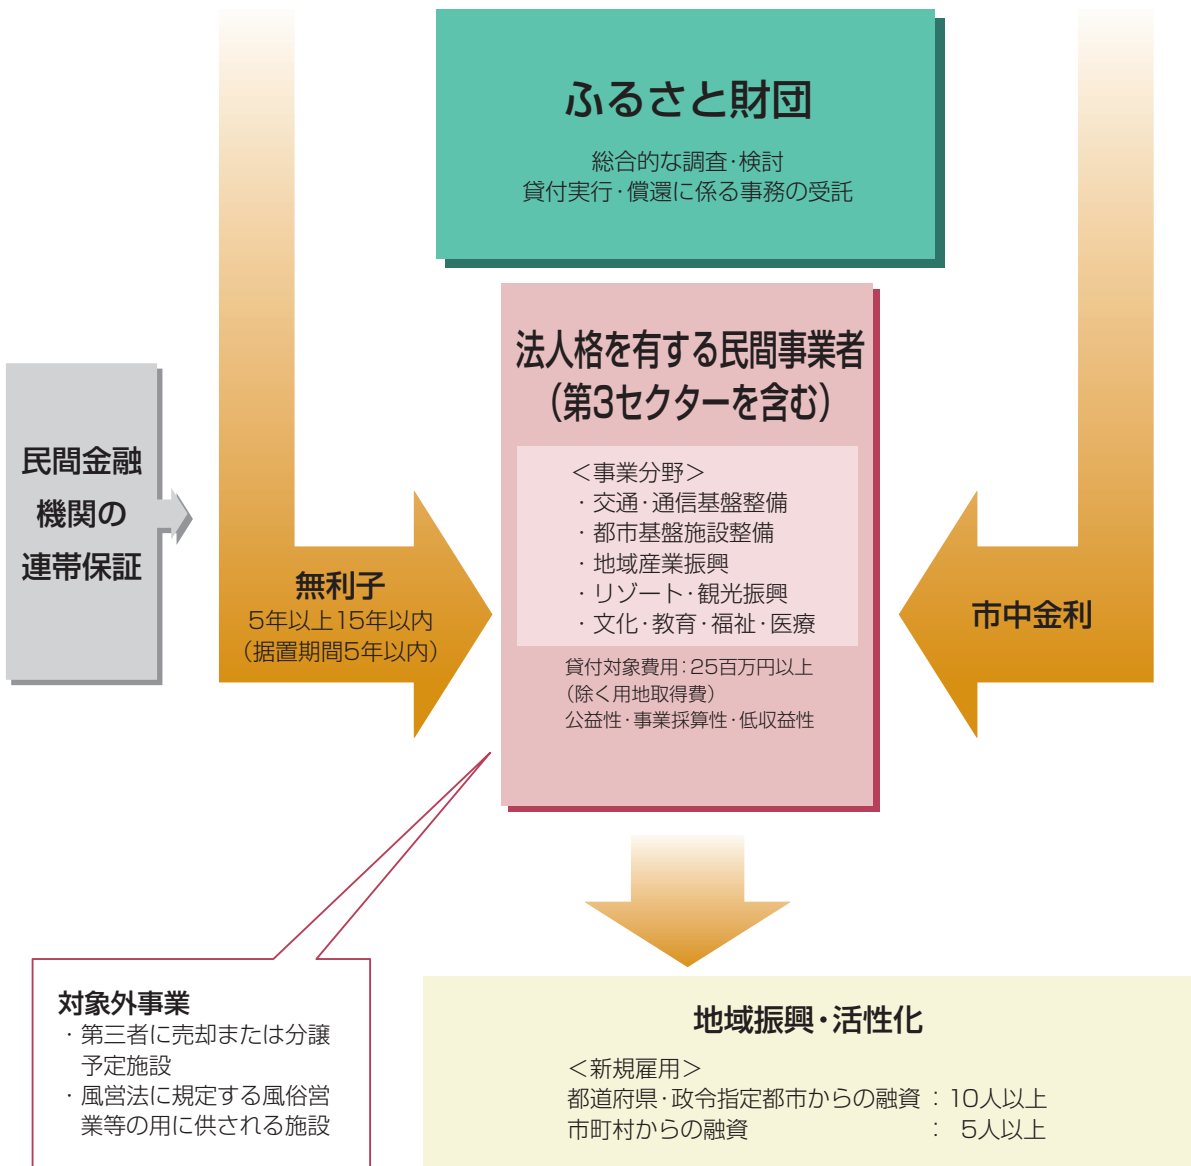 ふるさと財団
総合的な調査・検討
貸付実行・償還に係る事務の受託
法人格を有する民間事業者
（第3セクターを含む）
＜事業分野＞
・交通・通信基盤整備
・都市基盤施設整備
・地域産業振興
・リゾート・観光振興
・文化・教育・福祉・医療
貸付対象費用：25百万円以上
（除く用地取得費）
公益性・事業採算性・低収益性
民間金融
機関の
連帯保証
無利子
5年以上15年以内
（据置期間5年以内）
市中金利
対象外事業
・第三者に売却または分譲
予定施設
・風営法に規定する風俗営
業等の用に供される施設
地域振興・活性化
＜新規雇用＞
都道府県・政令指定都市からの融資：10人以上
市町村からの融資：5人以上